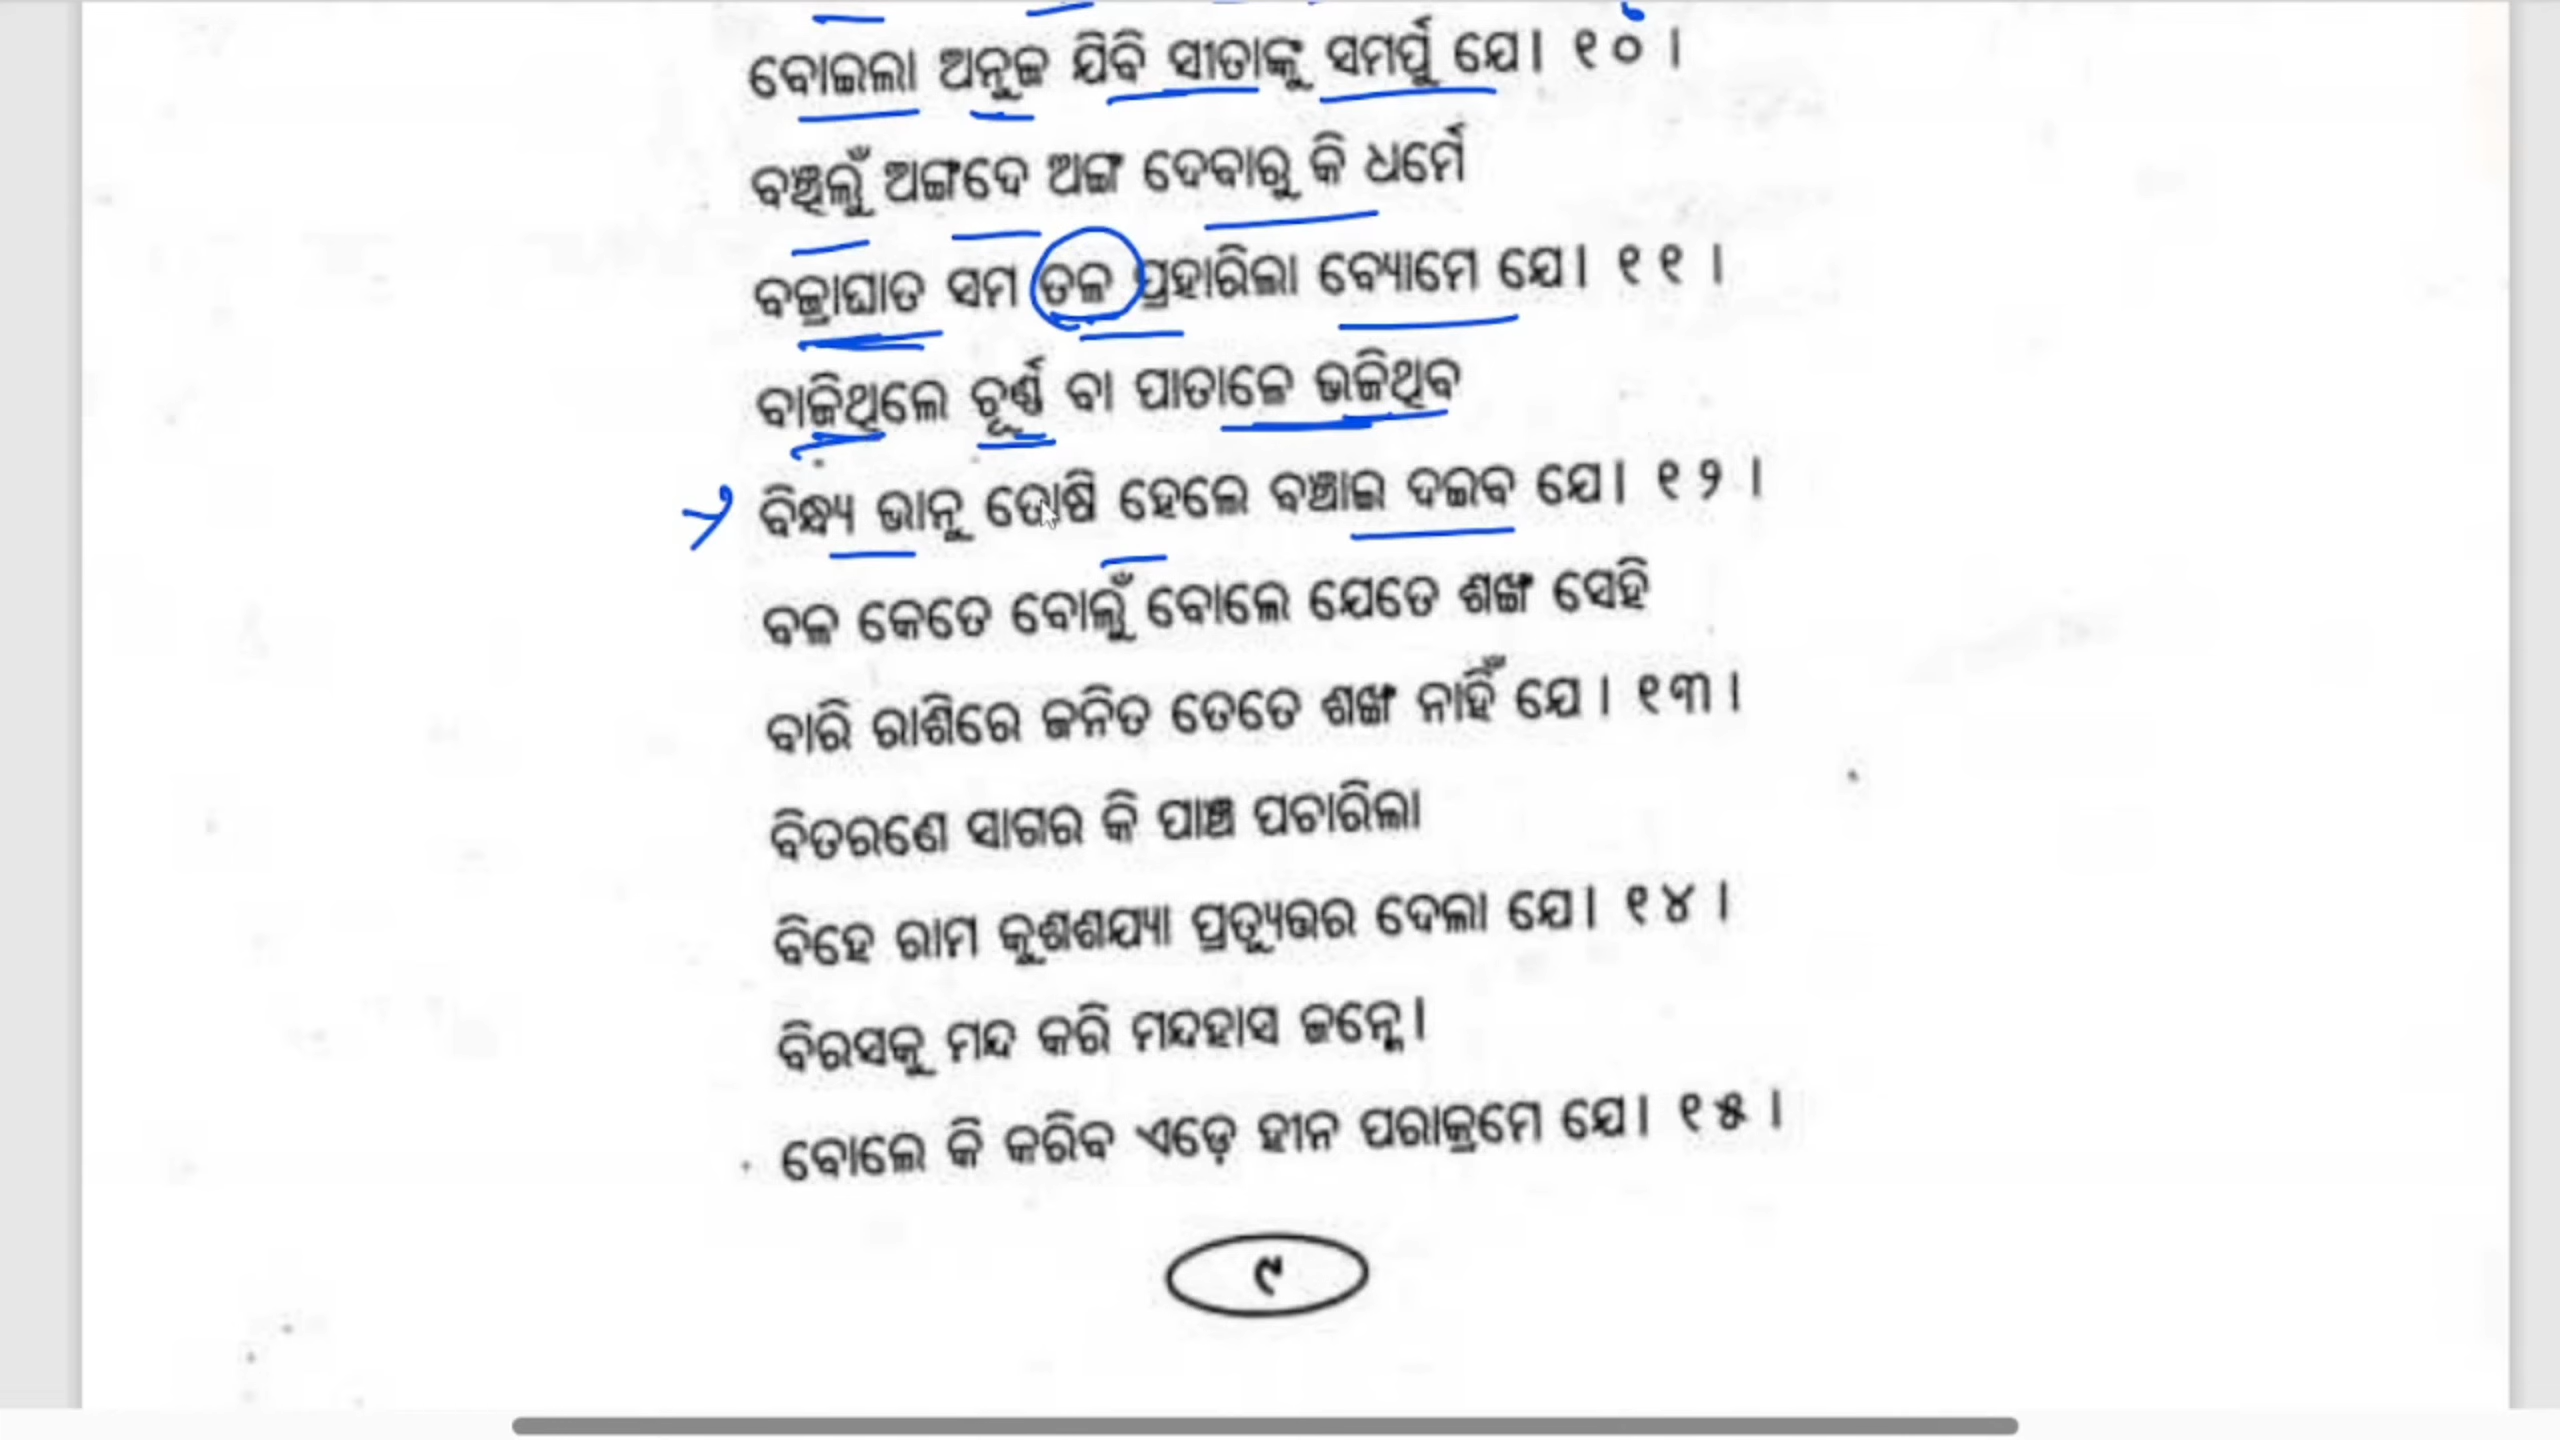 ବୋଇଲା ଅନୁଜ ଯିବି ସୀତାଙ୍କୁ ସମର୍ପୁ ଯେ। ୧୦ ।
ବଞ୍ଚିଲୁଁ ଅଙ୍ଗଦେ ଅଙ୍ଗ ଦେବାରୁ କି ଧର୍ମେ
ବଜ୍ରାଘାତ ସମ ତଳ ପ୍ରହାରିଲା ବ୍ୟୋମେ ଯେ। ୧୧ ।
ବାଜିଥିଲେ ଚୂର୍ଣ୍ଣ ବା ପାତାଳେ ଭଜିଥିବ
ବିନ୍ଧ୍ୟ ଭାନୁ ତୋଷି ହେଲେ ବଞ୍ଚାଇ ଦଇବ ଯେ। ୧୨ ।
ବଳ କେତେ ବୋଲୁଁ ବୋଲେ ଯେତେ ଶଙ୍ଖ ସେହି
ବାରି ରାଶିରେ ଜନିତ ତେତେ ଶଙ୍ଖ ନାହିଁ ଯେ । ୧୩।
ବିତରଣେ ସାଗର କି ପାଞ୍ଚ ପଚାରିଲା
ବିହେ ରାମ କୁଶଶଯ୍ୟା ପ୍ରତ୍ୟୁତ୍ତର ଦେଲା ଯେ। ୧୪ ।
ବିରସକୁ ମନ୍ଦ କରି ମନ୍ଦହାସ ଜନ୍ମେ।
ବୋଲେ କି କରିବ ଏଡ଼େ ହୀନ ପରାକ୍ରମେ ଯେ। ୧୫ ।
୯